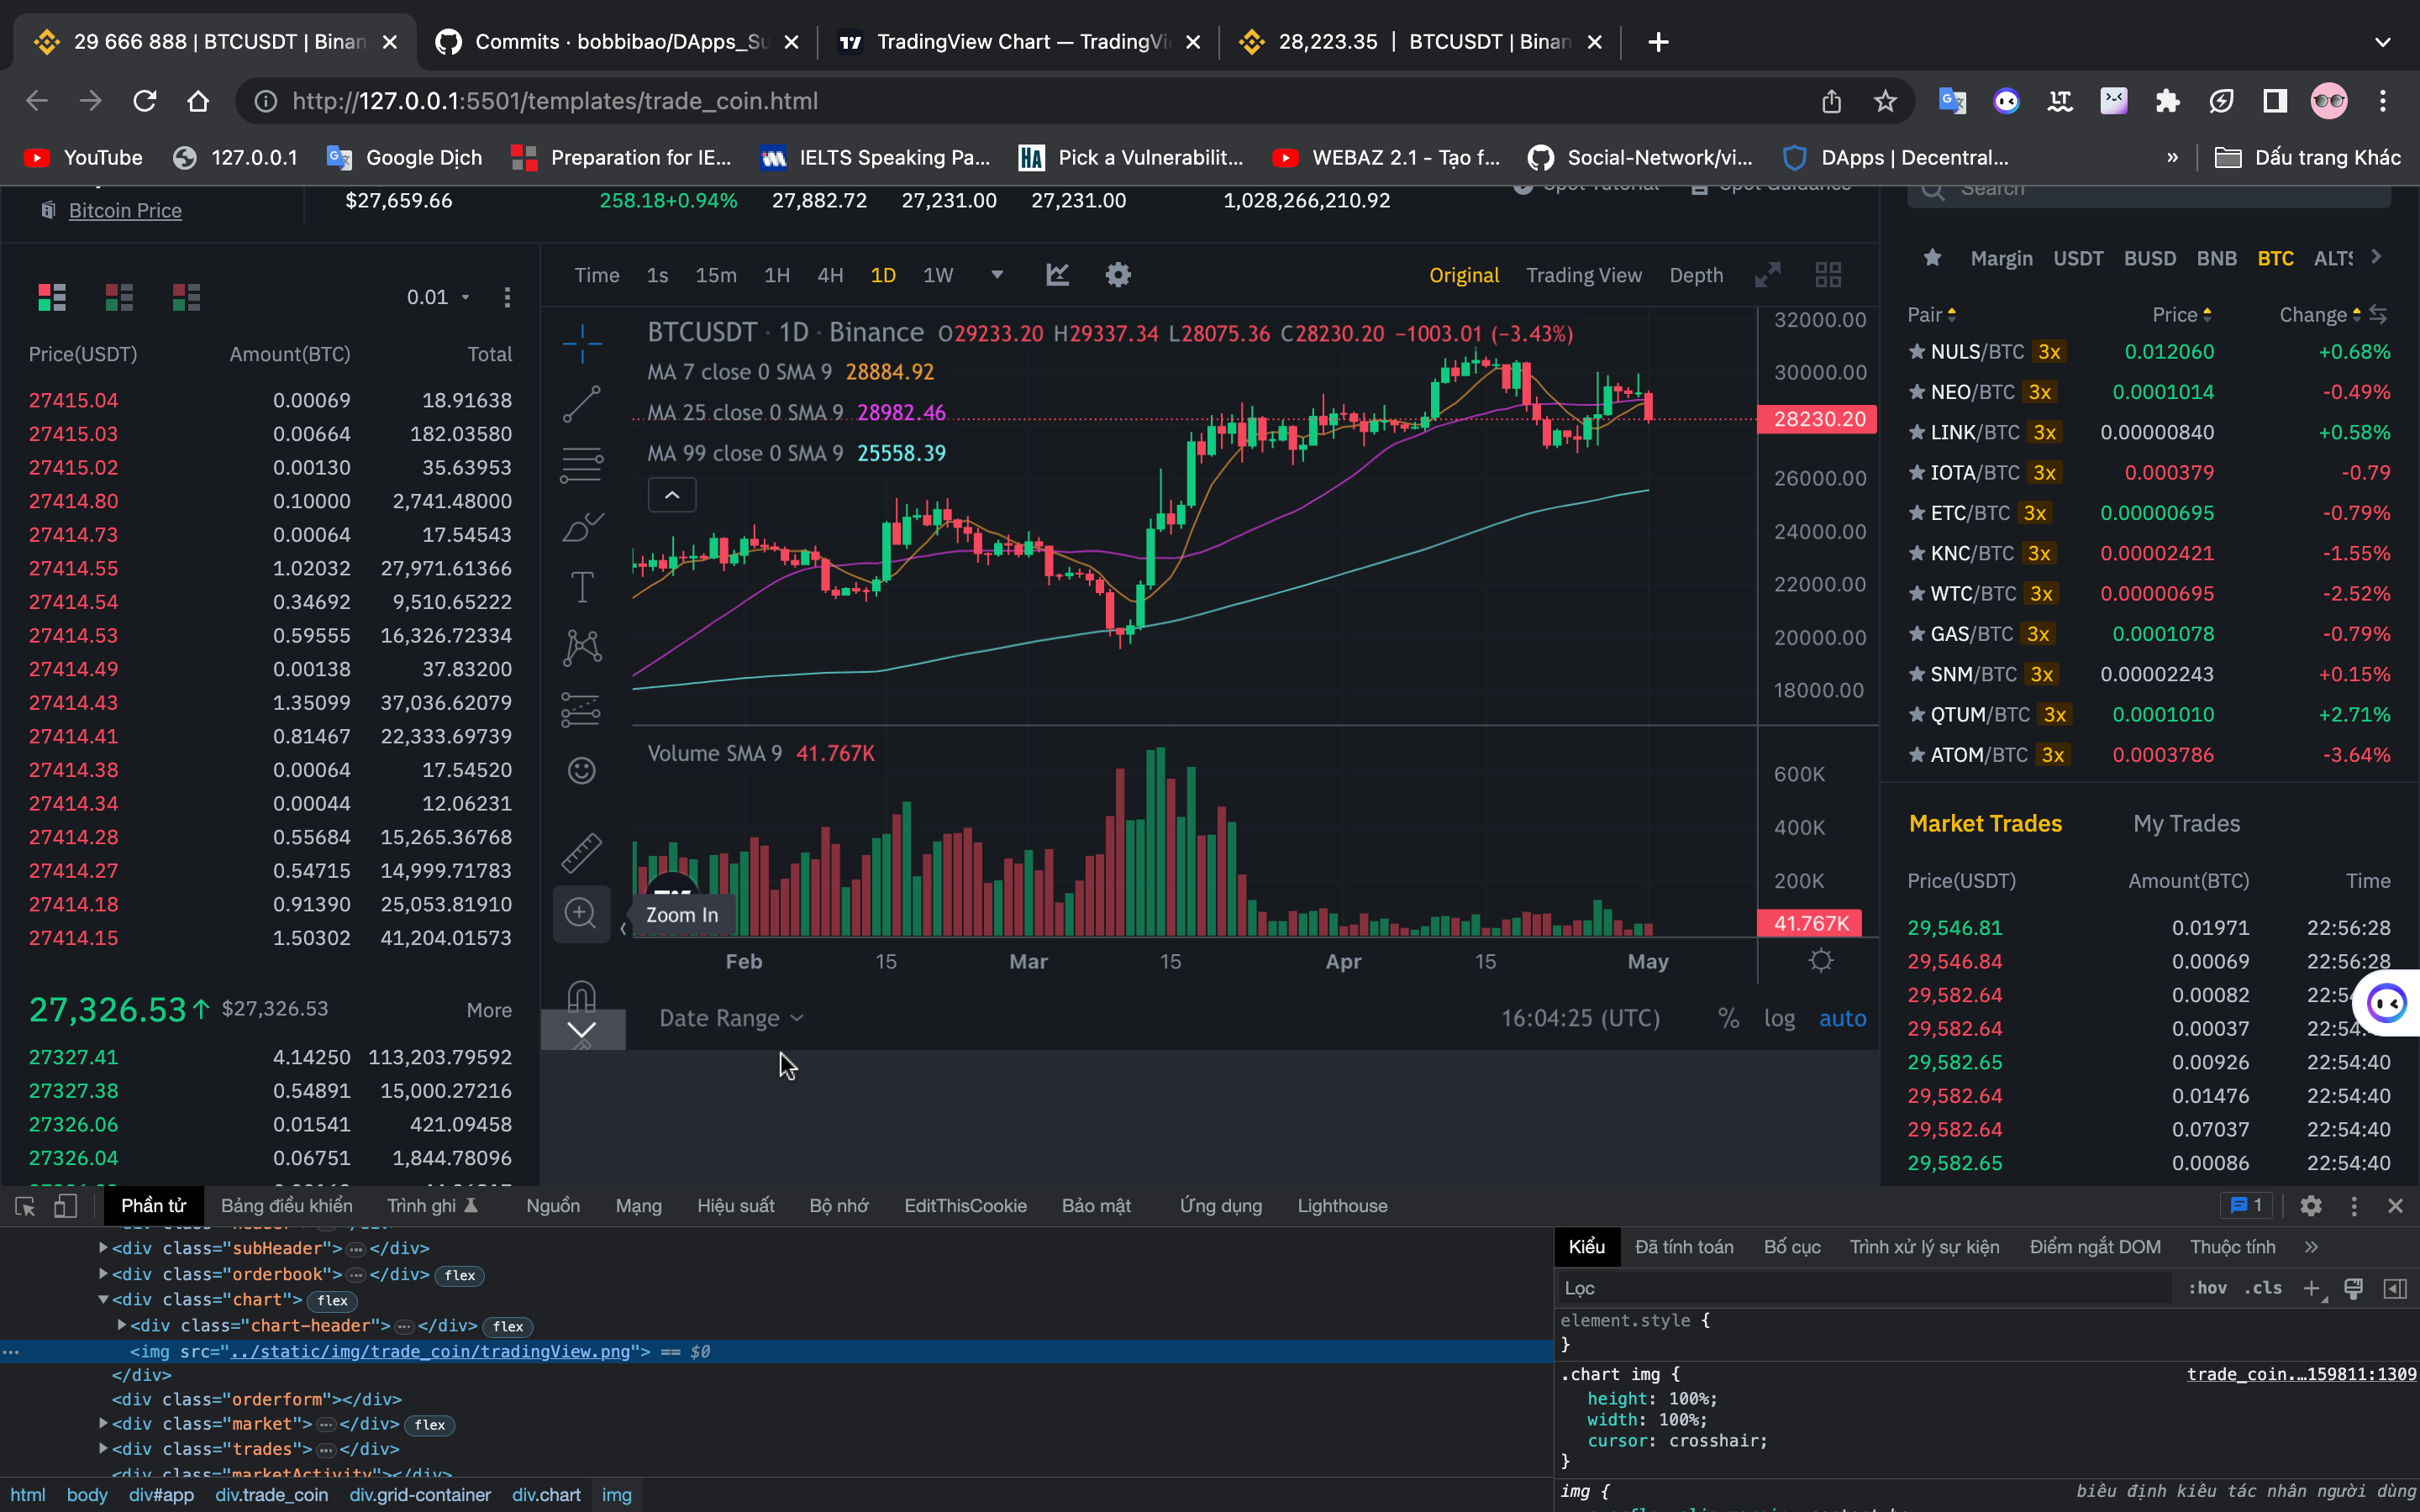 29 666 888 | BTCUSDT | Binan
Commits · bobbibao/DApps_Su
TradingView Chart — TradingVi
28,223.35 | BTCUSDT | Binan
http://127.0.0.1:5501/templates/trade_coin.html
YouTube
127.0.0.1
Google Dịch
Preparation for IE...
IELTS Speaking Pa...
Pick a Vulnerabilit...
WEBAZ 2.1 - Tạo f...
Social-Network/vi...
DApps | Decentral...
»
Dấu trang Khác
Bitcoin Price
$27,659.66
258.18+0.94%
27,882.72
27,231.00
27,231.00
1,028,266,210.92
Spot Tutorial
Spot Guidance
Search
0.01
Price(USDT) Amount(BTC) Total
27415.04 0.00069 18.91638
27415.03 0.00664 182.03580
27415.02 0.00130 35.63953
27414.80 0.10000 2,741.48000
27414.73 0.00064 17.54543
27414.55 1.02032 27,971.61366
27414.54 0.34692 9,510.65222
27414.53 0.59555 16,326.72334
27414.49 0.00138 37.83200
27414.43 1.35099 37,036.62079
27414.41 0.81467 22,333.69739
27414.38 0.00064 17.54520
27414.34 0.00044 12.06231
27414.28 0.55684 15,265.36768
27414.27 0.54715 14,999.71783
27414.18 0.91390 25,053.81910
27414.15 1.50302 41,204.01573
27,326.53↑ $27,326.53 More
27327.41 4.14250 113,203.79592
27327.38 0.54891 15,000.27216
27326.06 0.01541 421.09458
27326.04 0.06751 1,844.78096
Time 1s 15m 1H 4H 1D 1W
Original Trading View Depth
BTCUSDT · 1D · Binance O29233.20 H29337.34 L28075.36 C28230.20 −1003.01 (−3.43%)
MA 7 close 0 SMA 9 28884.92
MA 25 close 0 SMA 9 28982.46
MA 99 close 0 SMA 9 25558.39
32000.00
30000.00
28230.20
26000.00
24000.00
22000.00
20000.00
18000.00
Volume SMA 9 41.767K
600K
400K
200K
41.767K
Zoom In
Feb 15 Mar 15 Apr 15 May
Date Range
16:04:25 (UTC) % log auto
Margin USDT BUSD BNB BTC ALTS
Pair Price Change
NULS/BTC 3x 0.012060 +0.68%
NEO/BTC 3x 0.0001014 -0.49%
LINK/BTC 3x 0.00000840 +0.58%
IOTA/BTC 3x 0.000379 -0.79
ETC/BTC 3x 0.00000695 -0.79%
KNC/BTC 3x 0.00002421 -1.55%
WTC/BTC 3x 0.00000695 -2.52%
GAS/BTC 3x 0.0001078 -0.79%
SNM/BTC 3x 0.00002243 +0.15%
QTUM/BTC 3x 0.0001010 +2.71%
ATOM/BTC 3x 0.0003786 -3.64%
Market Trades My Trades
Price(USDT) Amount(BTC) Time
29,546.81 0.01971 22:56:28
29,546.84 0.00069 22:56:28
29,582.64 0.00082 22:54
29,582.64 0.00037 22:54:
29,582.65 0.00926 22:54:40
29,582.64 0.01476 22:54:40
29,582.64 0.07037 22:54:40
29,582.65 0.00086 22:54:40
Phần tử Bảng điều khiển Trình ghi Nguồn Mạng Hiệu suất Bộ nhớ EditThisCookie Bảo mật Ứng dụng Lighthouse
1
<div class="subHeader">…</div>
<div class="orderbook">…</div> flex
<div class="chart"> flex
<div class="chart-header">…</div> flex
<img src="../static/img/trade_coin/tradingView.png"> == $0
</div>
<div class="orderform"></div>
<div class="market">…</div> flex
<div class="trades">…</div>
<div class="marketActivity"></div>
html body div#app div.trade_coin div.grid-container div.chart img
Kiểu Đã tính toán Bố cục Trình xử lý sự kiện Điểm ngắt DOM Thuộc tính »
Lọc
:hov .cls
element.style {
}
.chart img { trade_coin.…159811:1309
height: 100%;
width: 100%;
cursor: crosshair;
}
img { biểu định kiểu tác nhân người dùng